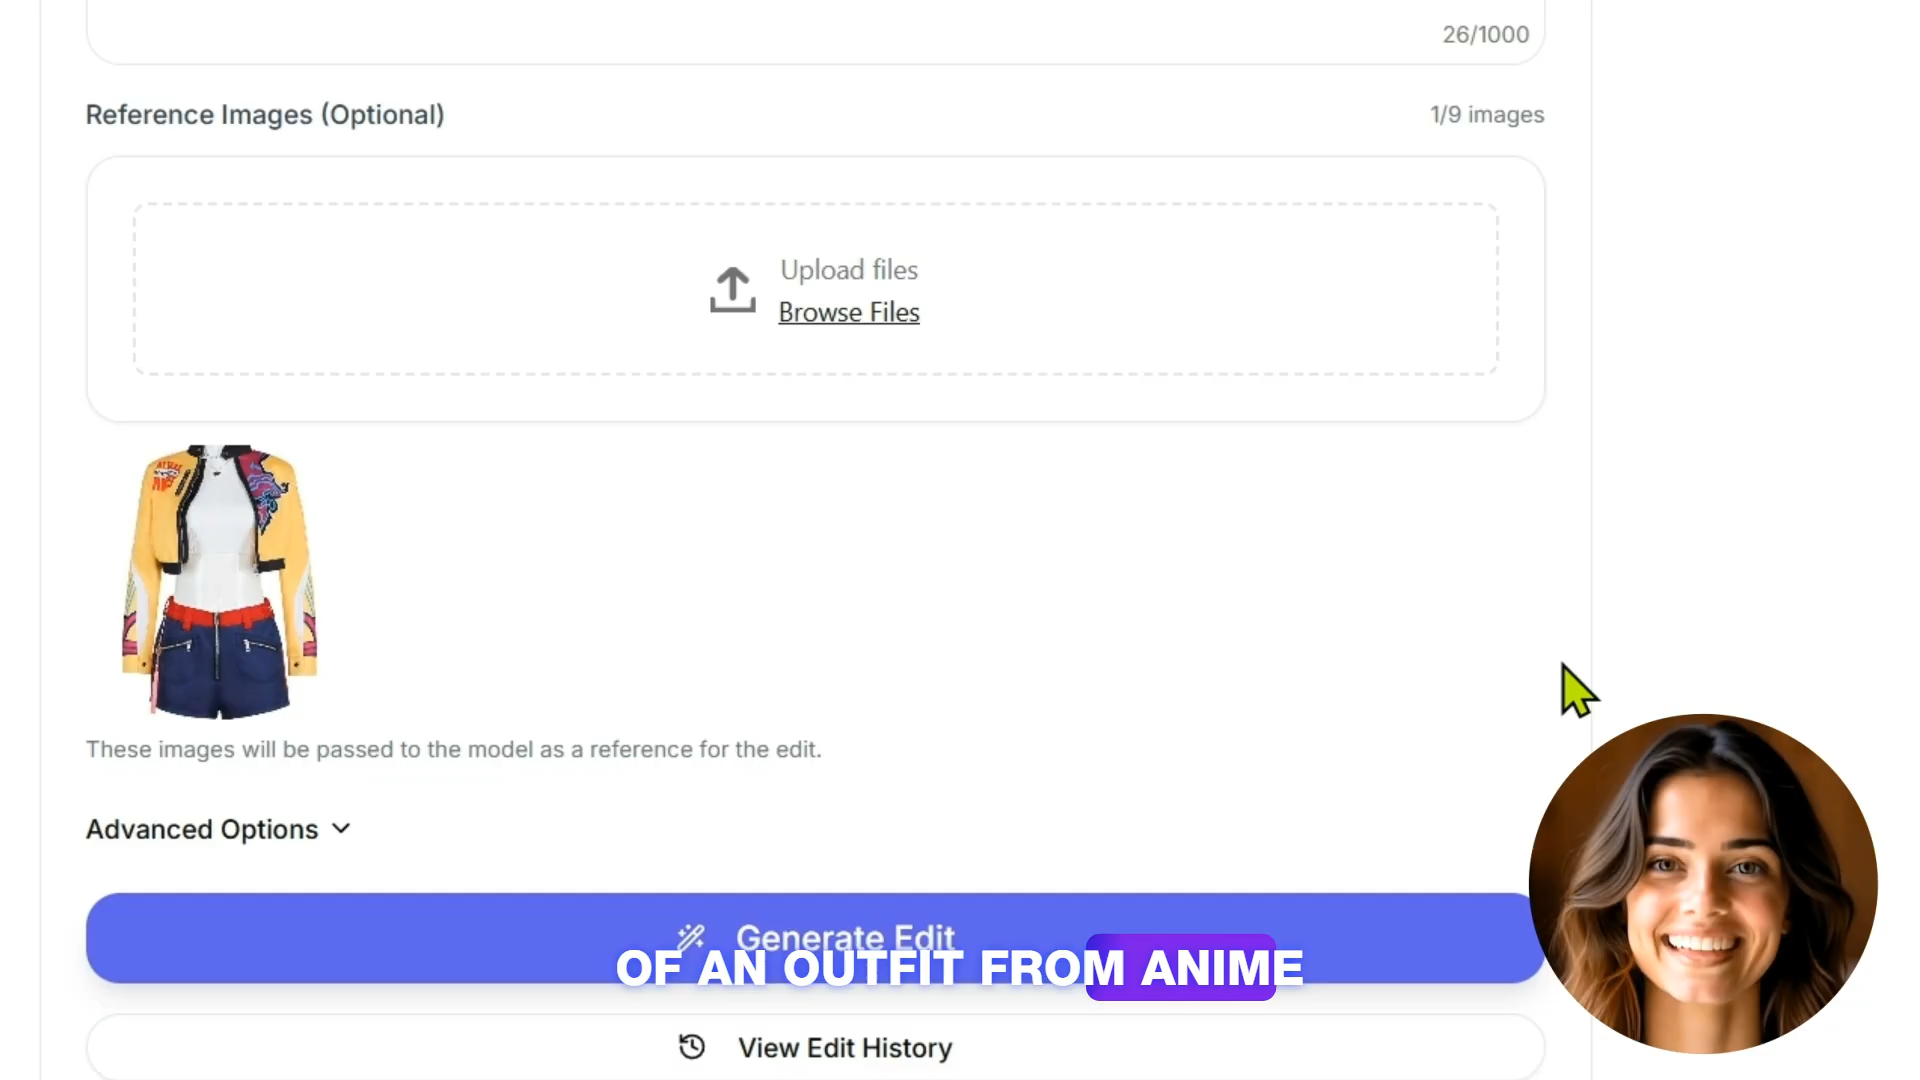 26/1000
Reference Images (Optional)
1/9 images
Upload files
Browse Files
These images will be passed to the model as a reference for the edit.
Advanced Options
Generate Edit
OF AN OUTFIT FROM ANIME
View Edit History